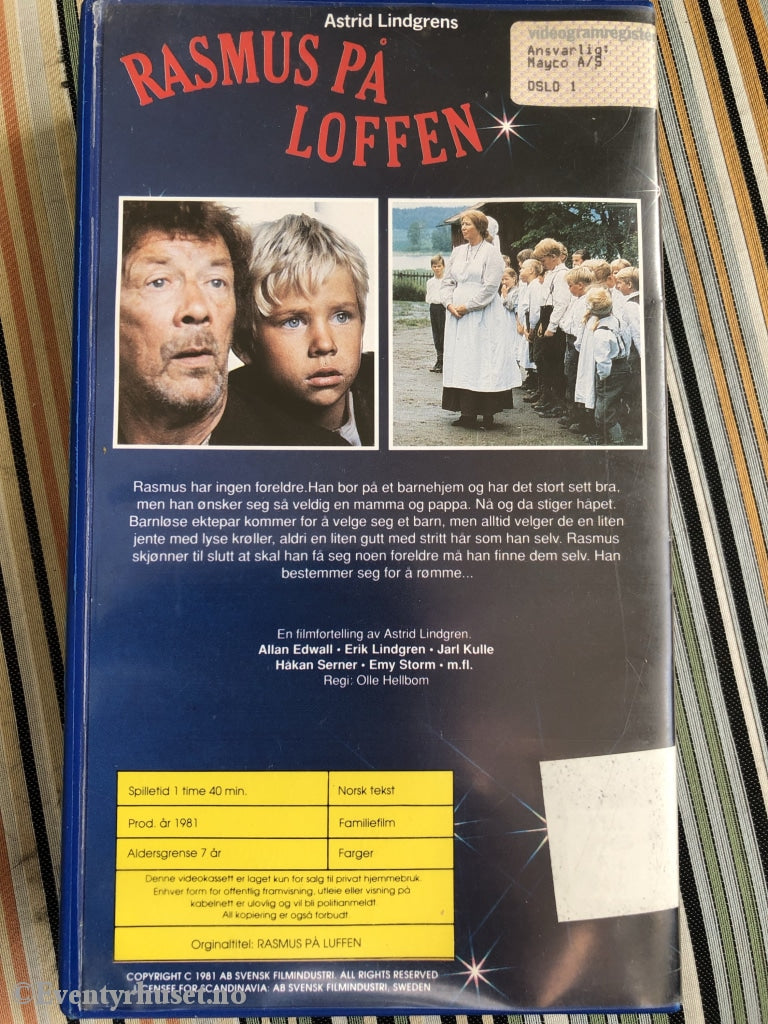 Astrid Lindgrens
RASMUS PÅ
LOFFEN
videogramregiste
Ansvarlig:
Mayco A/S
OSLO 1
Rasmus har ingen foreldre.Han bor på et barnehjem og har det stort sett bra,
men han ønsker seg så veldig en mamma og pappa. Nå og da stiger håpet.
Barnløse ektepar kommer for å velge seg et barn, men alltid velger de en liten
jente med lyse krøller, aldri en liten gutt med stritt hår som han selv. Rasmus
skjønner til slutt at skal han få seg noen foreldre må han finne dem selv. Han
bestemmer seg for å rømme...
En filmfortelling av Astrid Lindgren.
Allan Edwall • Erik Lindgren • Jarl Kulle
Håkan Serner • Emy Storm • m.fl.
Regi: Olle Hellbom
Spilletid 1 time 40 min. Norsk tekst
Prod. år 1981 Familiefilm
Aldersgrense 7 år Farger
Denne videokassett er laget kun for salg til privat hjemmebruk.
Enhver form for offentlig framvisning, utleie eller visning på
kabelnett er ulovlig og vil bli politianmeldt.
All kopiering er også forbudt
Orginaltitel: RASMUS PÅ LUFFEN
COPYRIGHT C 1981 AB SVENSK FILMINDUSTRI. ALL RIGHTS RESERVED
LICENSEE FOR SCANDINAVIA: AB SVENSK FILMINDUSTRI, SWEDEN
©Eventyrhuset.no